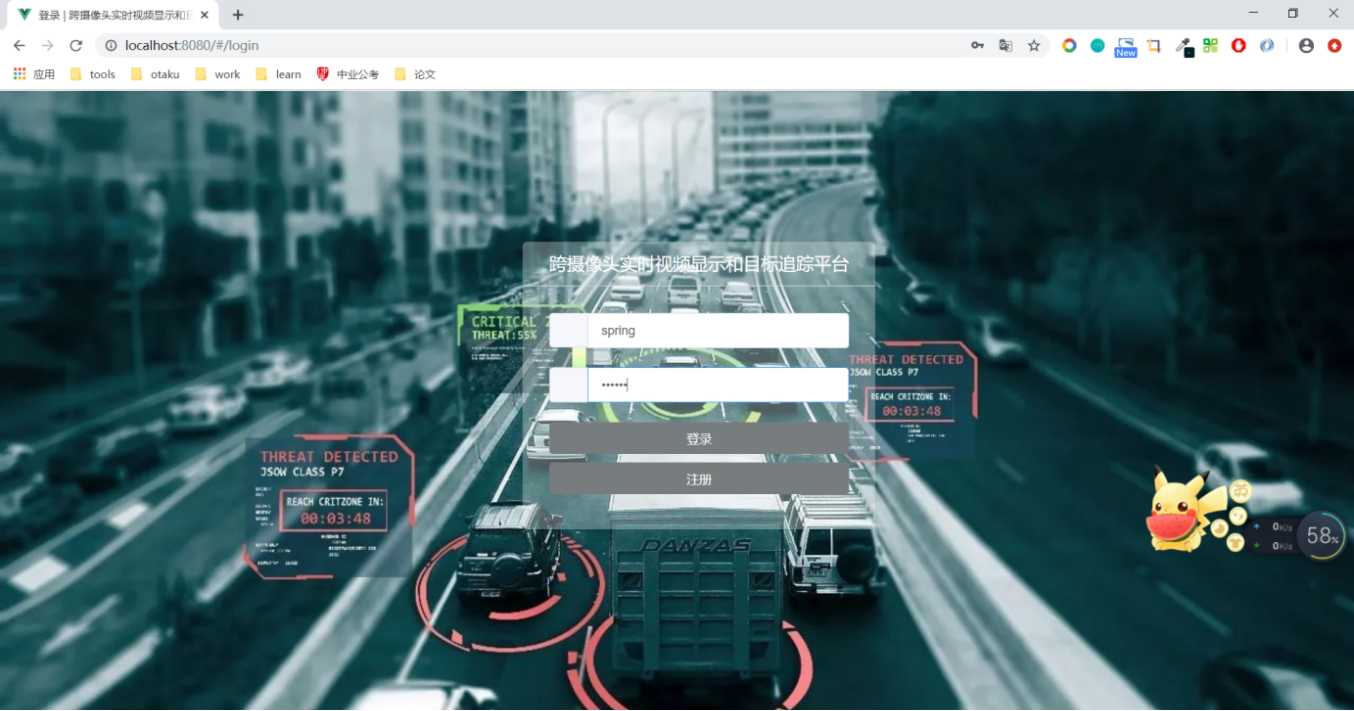 登录 | 跨摄像头实时视频显示和目
localhost:8080/#/login
New
应用 tools otaku work learn 中业公考 论文
跨摄像头实时视频显示和目标追踪平台
CRITICAL
THREAT:55%
spring
••••••
登录
注册
THREAT DETECTED
JSOW CLASS P7
REACH CRITZONE IN:
00:03:48
THREAT DETECTED
JSOW CLASS P7
REACH CRITZONE IN:
00:03:48
DANZAS
0K/s
0K/s
58%